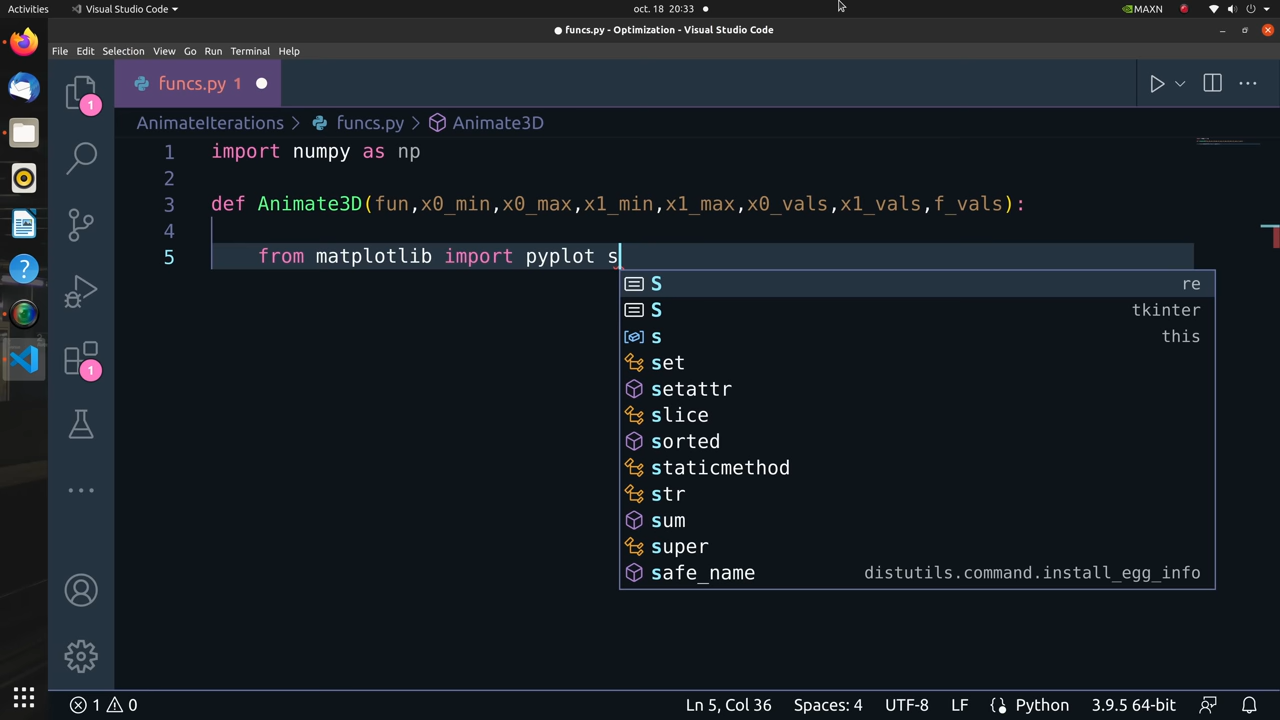 Activities Visual Studio Code oct. 18 20:33 MAXN
funcs.py - Optimization - Visual Studio Code
File Edit Selection View Go Run Terminal Help
1 funcs.py 1
AnimateIterations > funcs.py > Animate3D
1 import numpy as np
2
3 def Animate3D(fun,x0_min,x0_max,x1_min,x1_max,x0_vals,x1_vals,f_vals):
4
5 from matplotlib import pyplot s
S re
S tkinter
s this
set
setattr
slice
sorted
staticmethod
str
sum
super
safe_name distutils.command.install_egg_info
1
1 0 Ln 5, Col 36 Spaces: 4 UTF-8 LF Python 3.9.5 64-bit